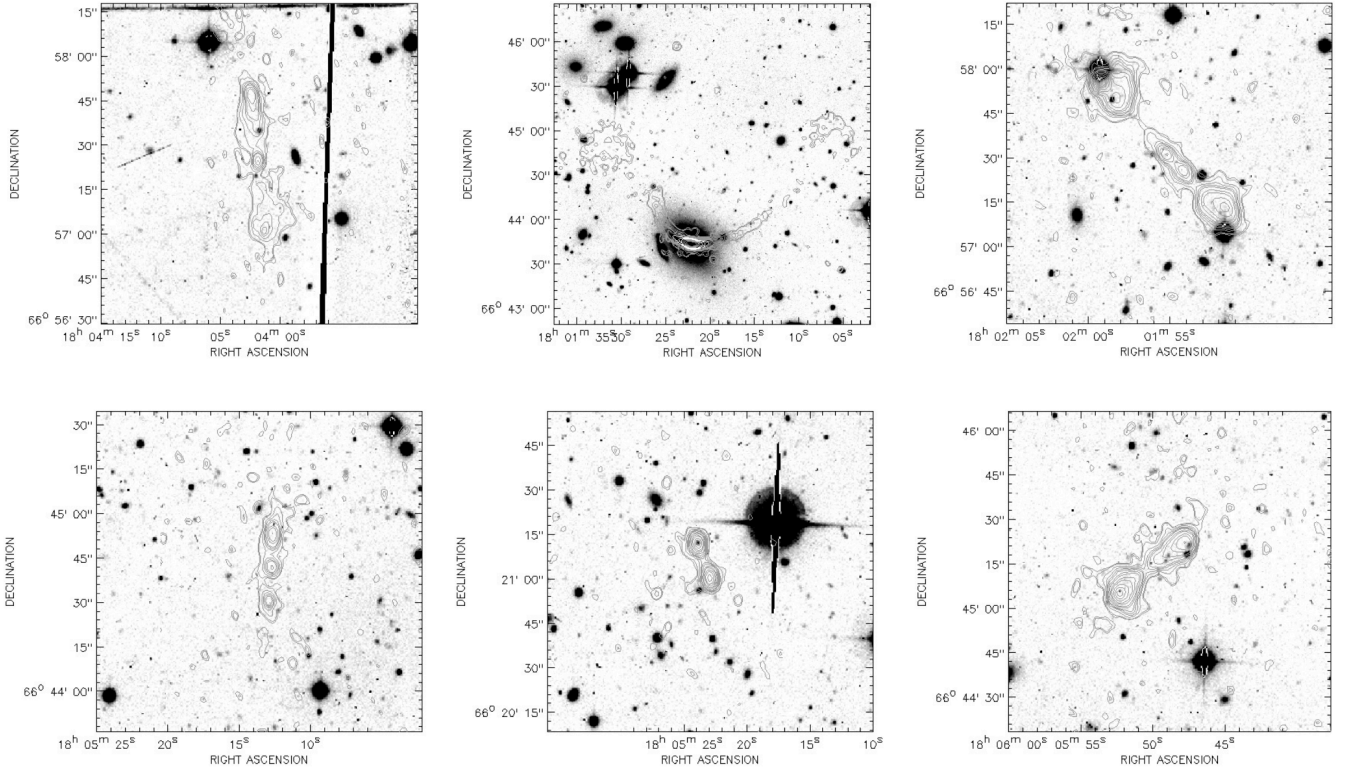 15"
58' 00"
45"
30"
15"
57' 00"
45"
66° 56' 30"
DECLINATION
18ʰ 04ᵐ 15ˢ 10ˢ 05ˢ 04ᵐ 00ˢ
RIGHT ASCENSION
46' 00"
30"
45' 00"
30"
44' 00"
30"
66° 43' 00"
DECLINATION
18ʰ 01ᵐ 35ˢ 30ˢ 25ˢ 20ˢ 15ˢ 10ˢ 05ˢ
RIGHT ASCENSION
15"
58' 00"
45"
30"
15"
57' 00"
66° 56' 45"
DECLINATION
18ʰ 02ᵐ 05ˢ 02ᵐ 00ˢ 01ᵐ 55ˢ
RIGHT ASCENSION
30"
15"
45' 00"
45"
30"
15"
66° 44' 00"
DECLINATION
18ʰ 05ᵐ 25ˢ 20ˢ 15ˢ 10ˢ
RIGHT ASCENSION
45"
30"
15"
21' 00"
45"
30"
66° 20' 15"
DECLINATION
18ʰ 05ᵐ 25ˢ 20ˢ 15ˢ 10ˢ
RIGHT ASCENSION
46' 00"
45"
30"
15"
45' 00"
45"
66° 44' 30"
DECLINATION
18ʰ 06ᵐ 00ˢ 05ᵐ 55ˢ 50ˢ 45ˢ
RIGHT ASCENSION